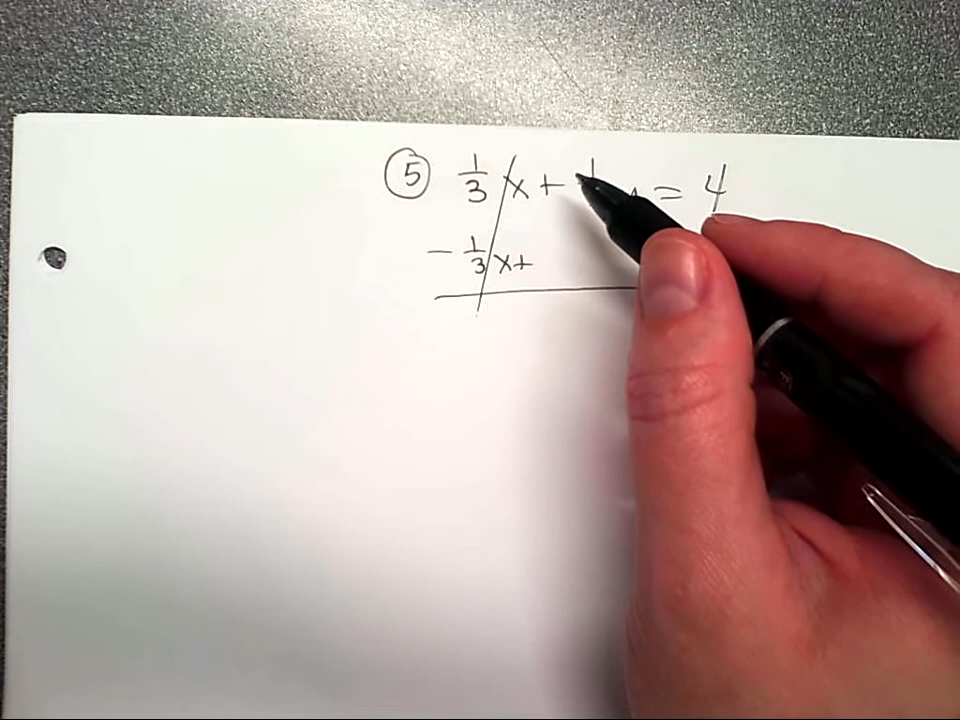 ⑤ 1/3 x + = 4
- 1/3 x +